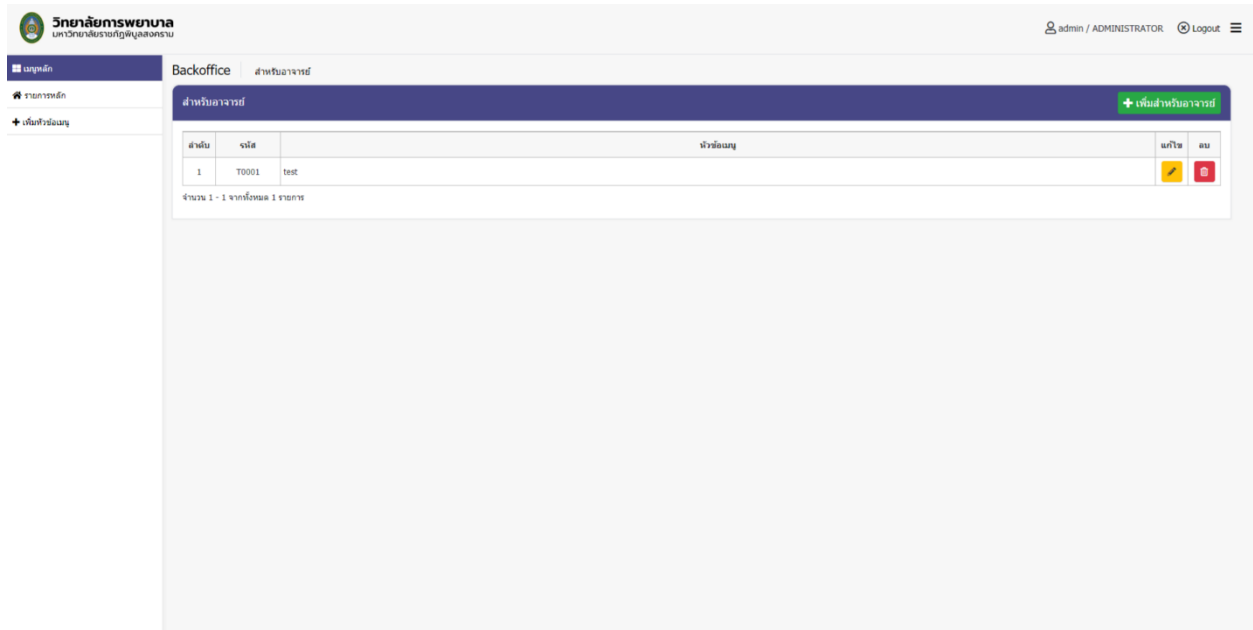 วิทยาลัยการพยาบาล
มหาวิทยาลัยราชภัฏพิบูลสงคราม
admin / ADMINISTRATOR Logout
เมนูหลัก
รายการหลัก
เพิ่มหัวข้อเมนู
Backoffice สำหรับอาจารย์
สำหรับอาจารย์ เพิ่มสำหรับอาจารย์
ลำดับ รหัส หัวข้อเมนู แก้ไข ลบ
1 T0001 test
จำนวน 1 - 1 จากทั้งหมด 1 รายการ